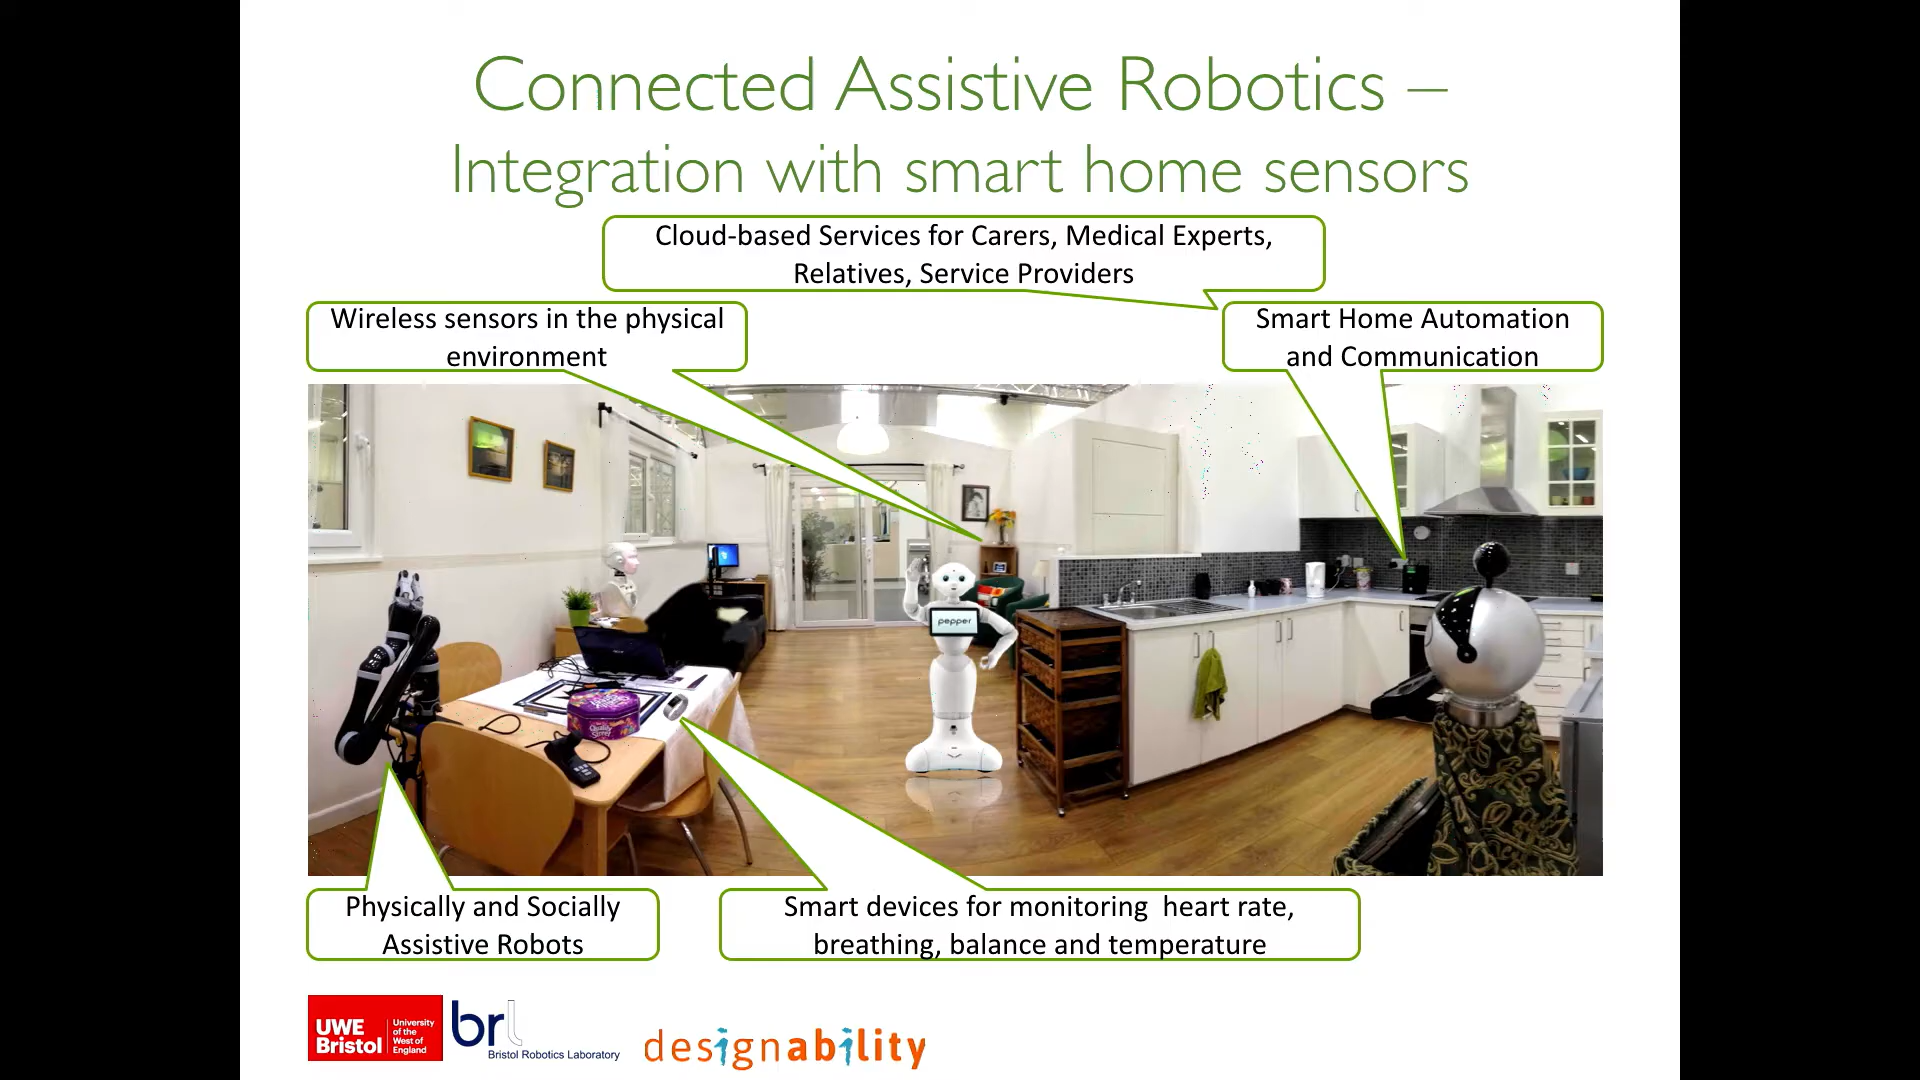 Connected Assistive Robotics –
Integration with smart home sensors
Cloud-based Services for Carers, Medical Experts,
Relatives, Service Providers
Wireless sensors in the physical
environment
Smart Home Automation
and Communication
pepper
Quality
Street
Physically and Socially
Assistive Robots
Smart devices for monitoring  heart rate,
breathing, balance and temperature
UWE
Bristol
University
of the
West of
England
brl
Bristol Robotics Laboratory
designability